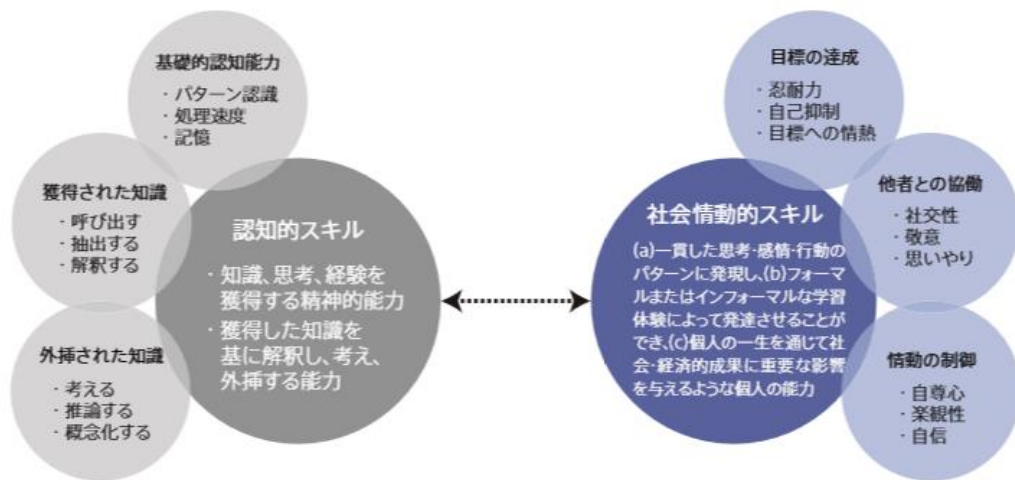 基礎的認知能力
・パターン認識
・処理速度
・記憶
獲得された知識
・呼び出す
・抽出する
・解釈する
外挿された知識
・考える
・推論する
・概念化する
認知的スキル
・知識、思考、経験を
獲得する精神的能力
・獲得した知識を
基に解釈し、考え、
外挿する能力
社会情動的スキル
(a)一貫した思考・感情・行動の
パターンに発現し、(b)フォーマ
ルまたはインフォーマルな学習
体験によって発達させることが
でき、(c)個人の一生を通じて社
会・経済的成果に重要な影響
を与えるような個人の能力
目標の達成
・忍耐力
・自己抑制
・目標への情熱
他者との協働
・社交性
・敬意
・思いやり
情動の制御
・自尊心
・楽観性
・自信